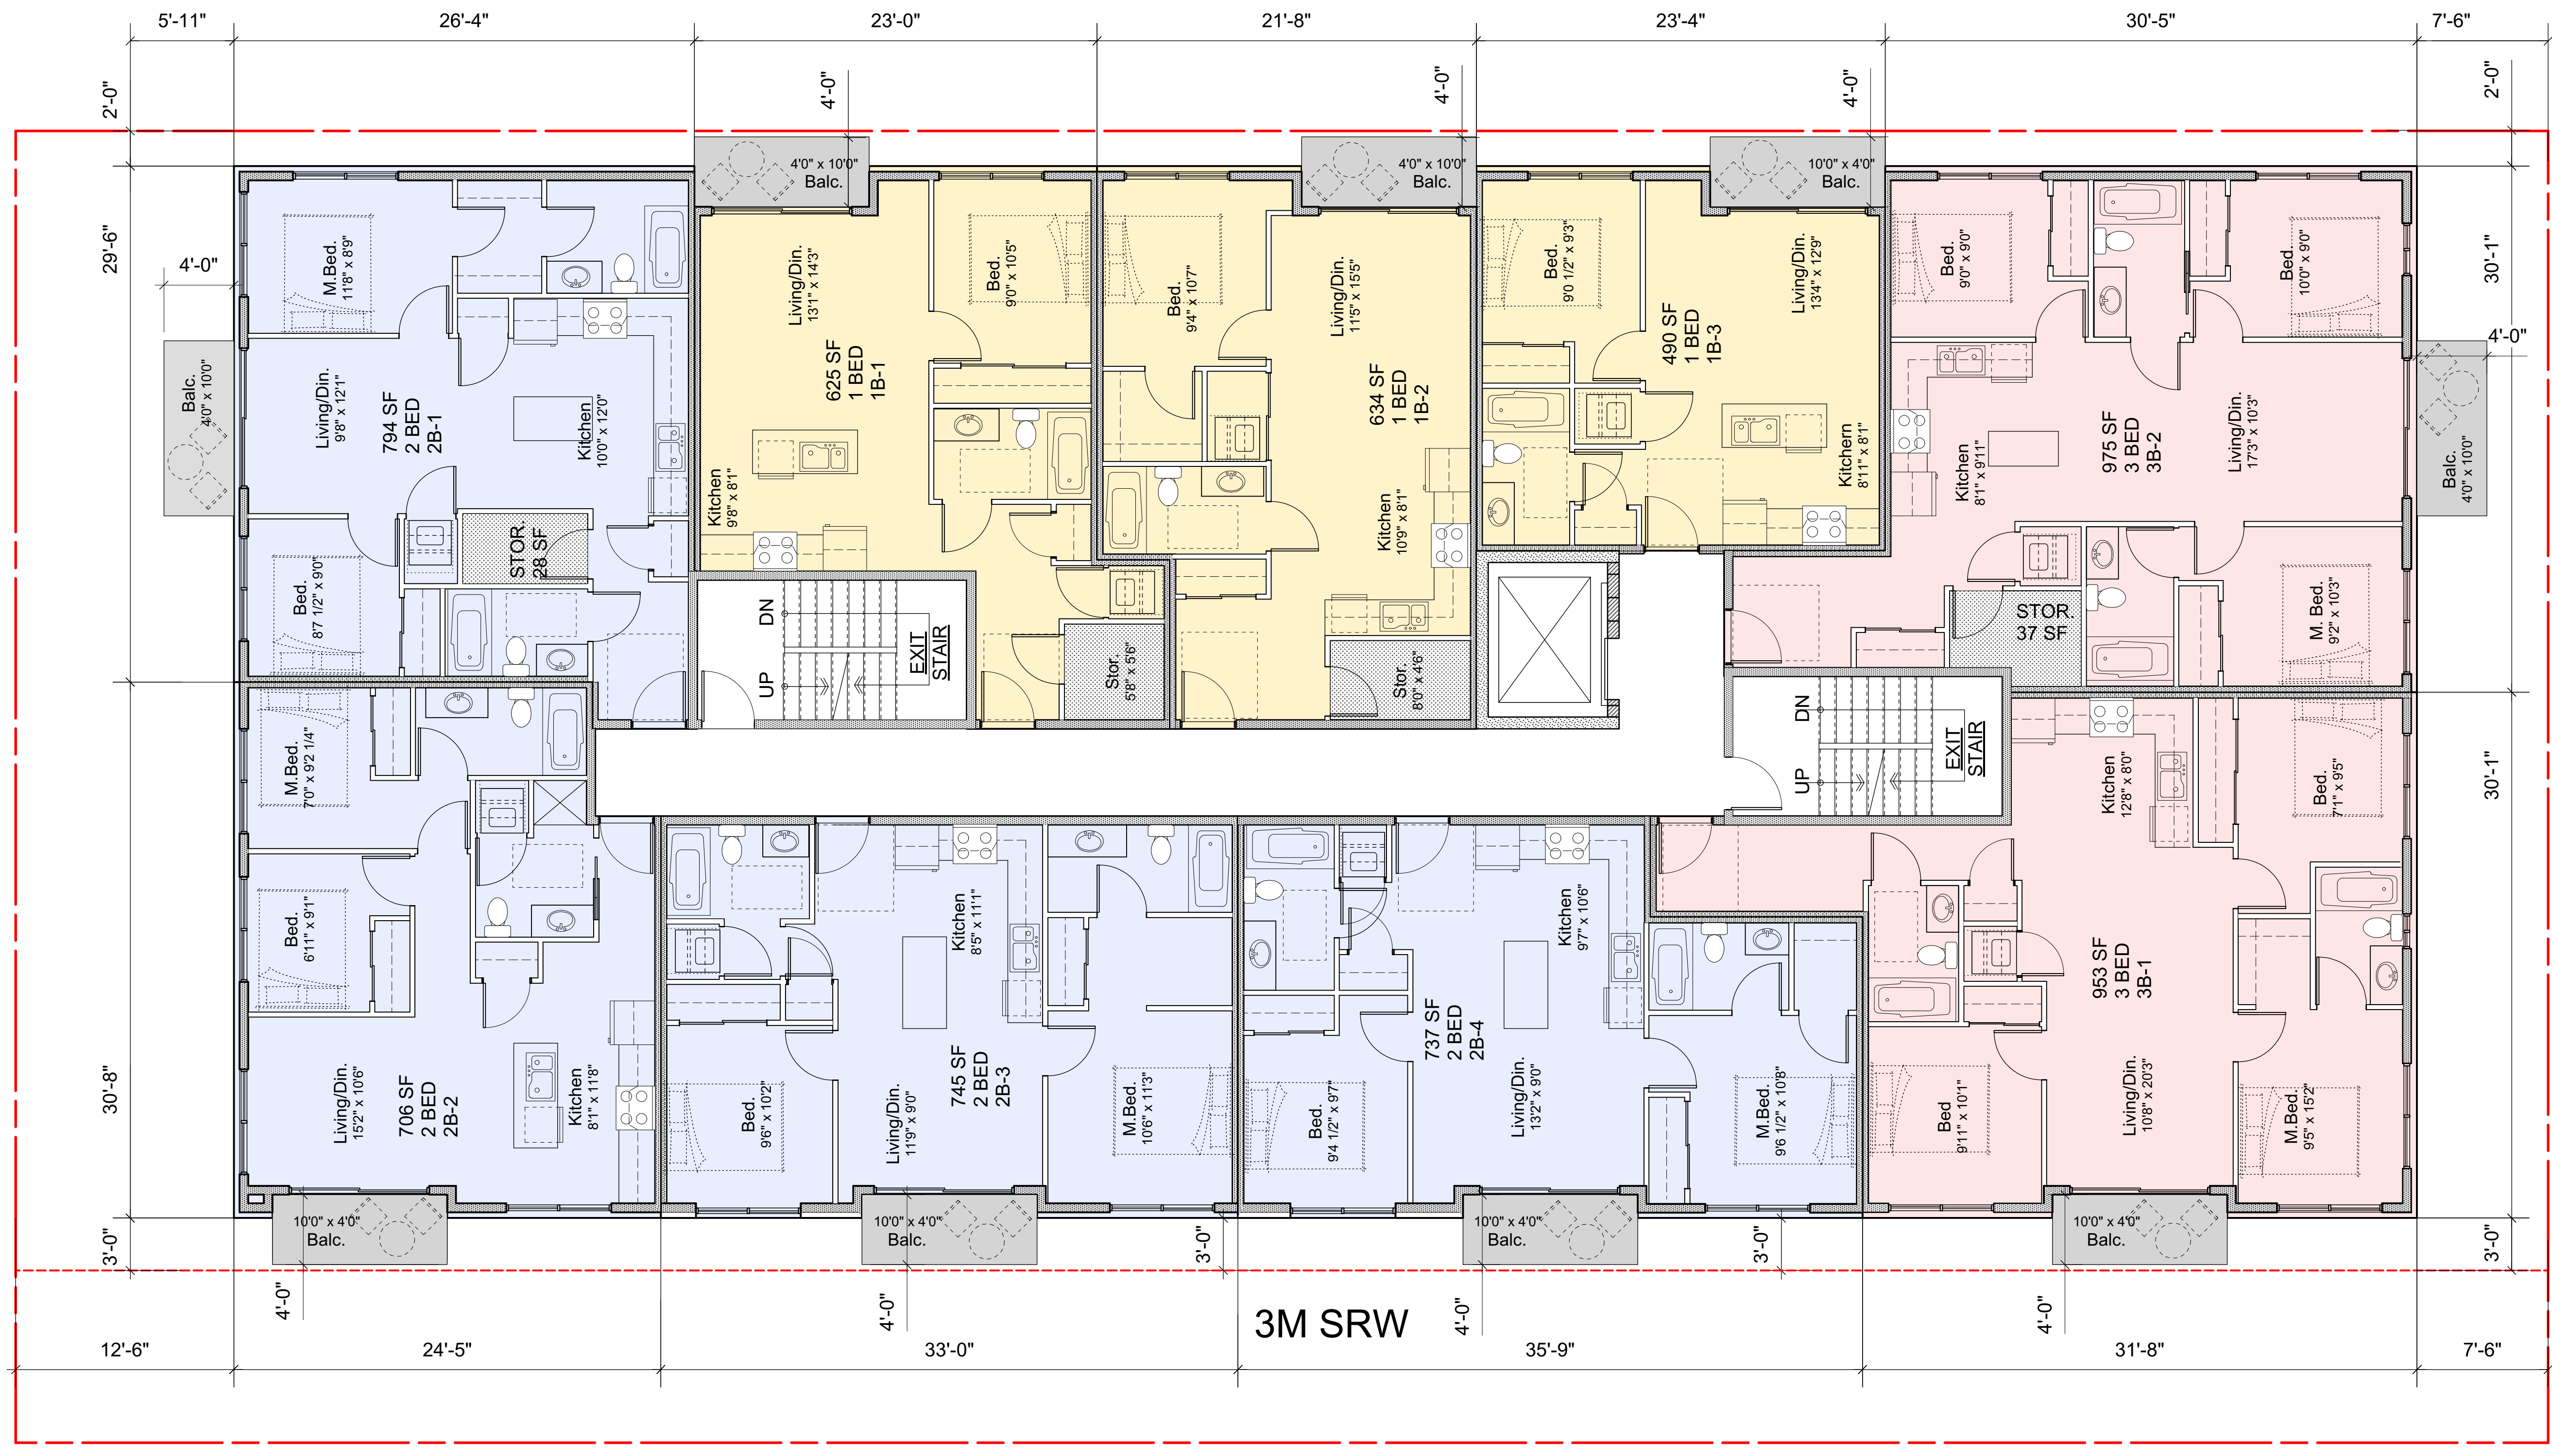 5'-11"
26'-4"
23'-0"
21'-8"
23'-4"
30'-5"
7'-6"
2'-0"
4'-0"
4'-0"
4'-0"
2'-0"
4'0" x 10'0"
Balc.
4'0" x 10'0"
Balc.
10'0" x 4'0"
Balc.
29'-6"
4'-0"
30'-1"
4'-0"
M.Bed.
11'8" x 8'9"
Living/Din.
9'8" x 12'1"
794 SF
2 BED
2B-1
Kitchen
10'0" x 12'0"
Balc.
4'0" x 10'0"
Bed.
8'7 1/2" x 9'0"
STOR.
28 SF
Living/Din.
13'1" x 14'3"
Bed.
9'0" x 10'5"
625 SF
1 BED
1B-1
Kitchen
9'8" x 8'1"
DN
UP
EXIT
STAIR
Stor.
5'8" x 5'6"
Bed.
9'4" x 10'7"
Living/Din.
11'5" x 15'5"
634 SF
1 BED
1B-2
Kitchen
10'9" x 8'1"
Stor.
8'0" x 4'6"
Bed.
9'0 1/2" x 9'3"
490 SF
1 BED
1B-3
Living/Din.
13'4" x 12'9"
Kitchern
8'11" x 8'1"
Bed.
9'0" x 9'0"
Bed.
10'0" x 9'0"
Kitchen
8'1" x 9'11"
975 SF
3 BED
3B-2
Living/Din.
17'3" x 10'3"
Balc.
4'0" x 10'0"
STOR.
37 SF
M. Bed.
9'2" x 10'3"
DN
UP
EXIT
STAIR
30'-8"
30'-1"
M.Bed.
7'0" x 9'2 1/4"
Bed.
6'11" x 9'1"
Living/Din.
15'2" x 10'6"
706 SF
2 BED
2B-2
Kitchen
8'1" x 11'8"
Bed.
9'6" x 10'2"
Living/Din.
11'9" x 9'0"
Kitchen
8'5" x 11'1"
745 SF
2 BED
2B-3
M.Bed.
10'6" x 11'3"
Bed.
9'4 1/2" x 9'7"
737 SF
2 BED
2B-4
Living/Din.
13'2" x 9'0"
Kitchen
9'7" x 10'6"
M.Bed.
9'6 1/2" x 10'8"
Kitchen
12'8" x 8'0"
Bed.
7'1" x 9'5"
953 SF
3 BED
3B-1
Bed
9'11" x 10'1"
Living/Din.
10'8" x 20'3"
M.Bed.
9'5" x 15'2"
10'0" x 4'0"
Balc.
10'0" x 4'0"
Balc.
10'0" x 4'0"
Balc.
10'0" x 4'0"
Balc.
3'-0"
3'-0"
3'-0"
3'-0"
4'-0"
4'-0"
4'-0"
4'-0"
3M SRW
12'-6"
24'-5"
33'-0"
35'-9"
31'-8"
7'-6"